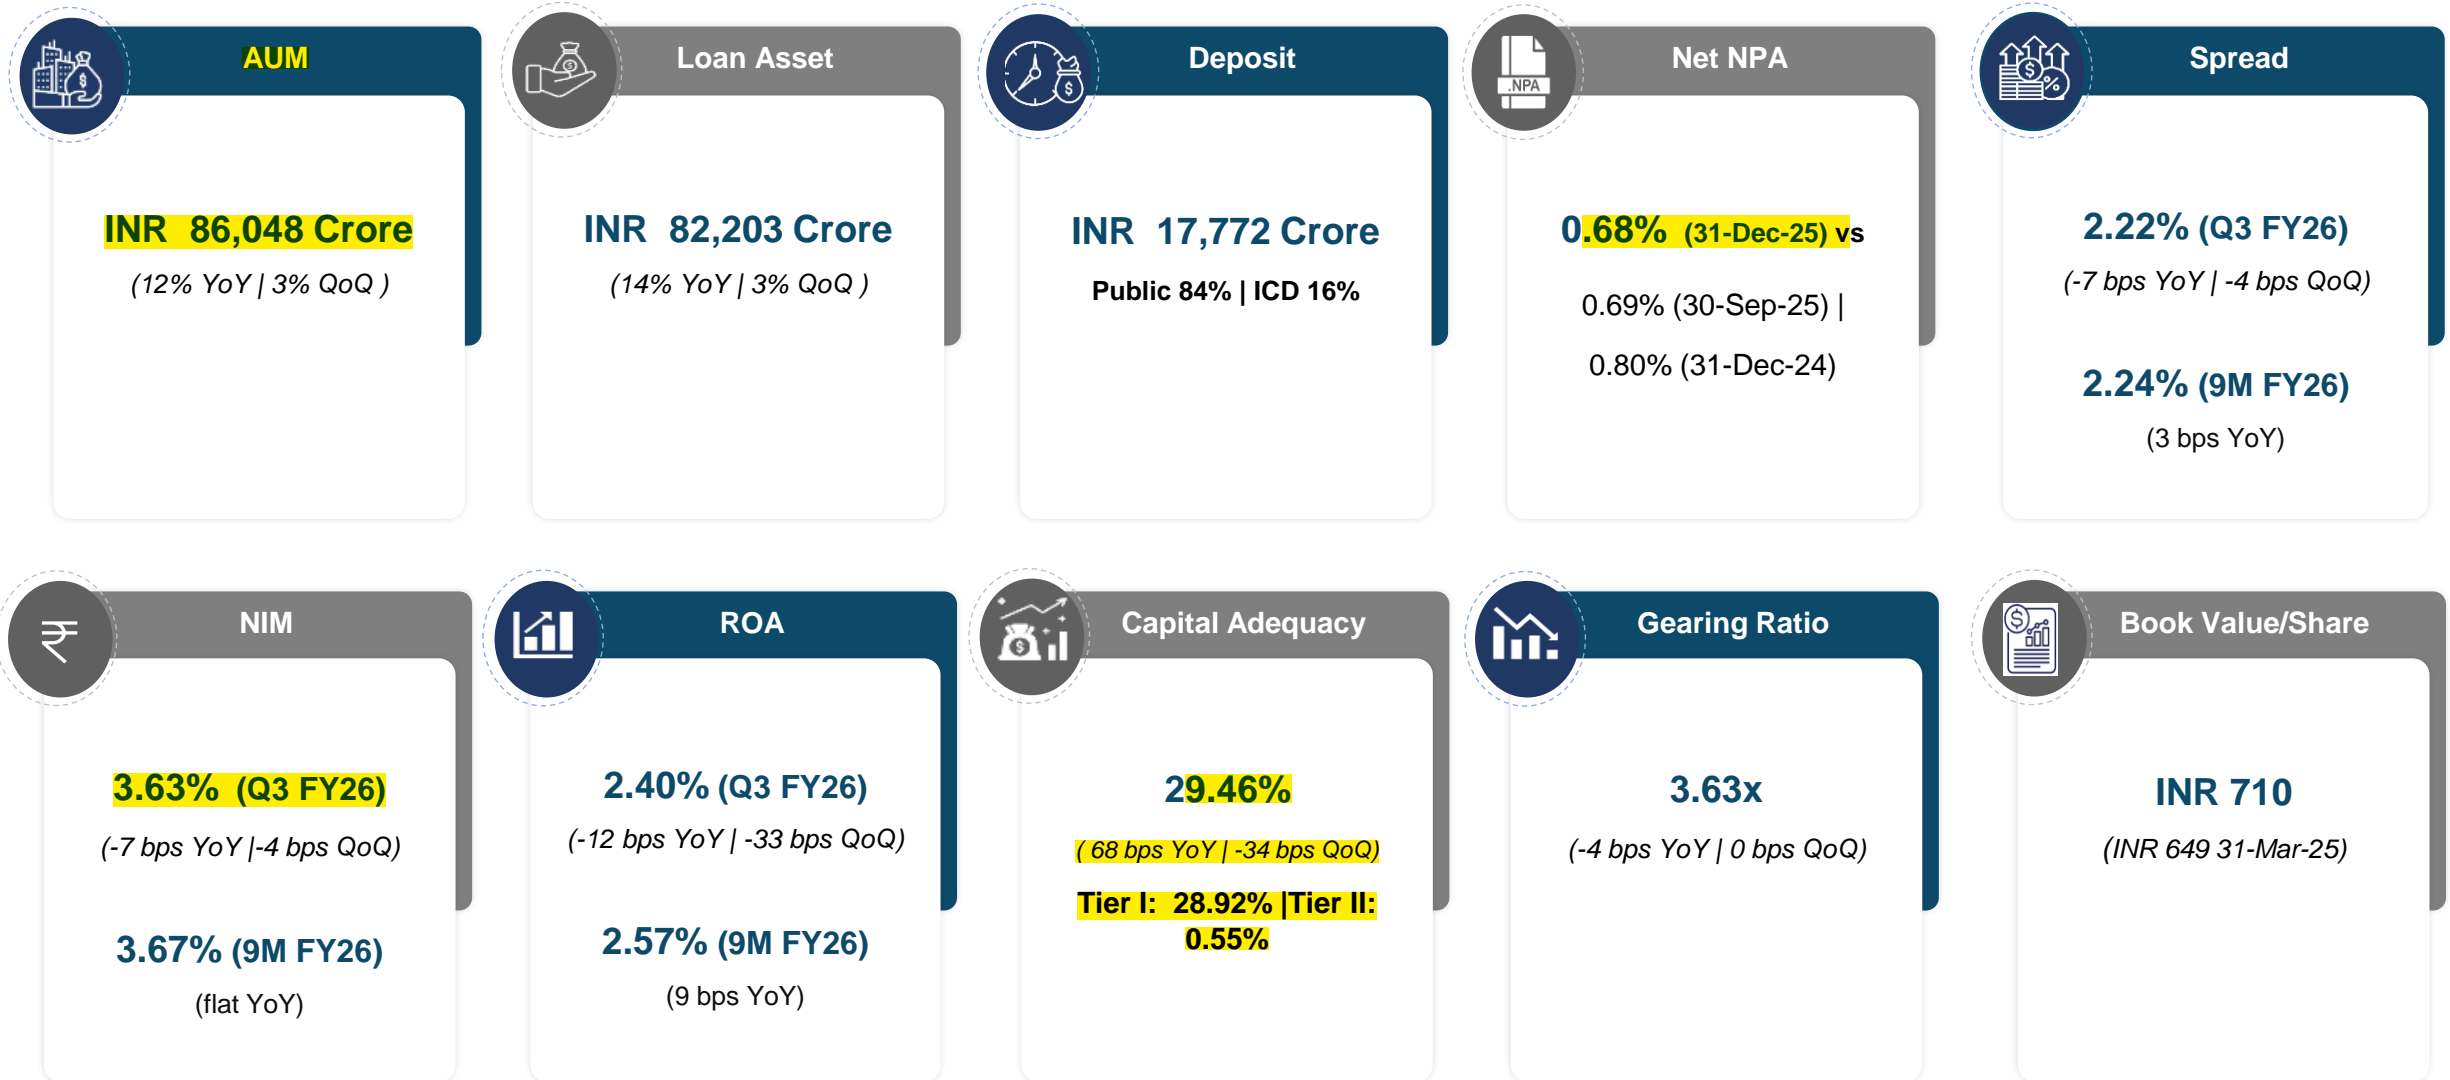 AUM
INR 86,048 Crore
(12% YoY | 3% QoQ )
Loan Asset
INR 82,203 Crore
(14% YoY | 3% QoQ )
Deposit
INR 17,772 Crore
Public 84% | ICD 16%
.NPA
Net NPA
0.68% (31-Dec-25) vs
0.69% (30-Sep-25) |
0.80% (31-Dec-24)
Spread
2.22% (Q3 FY26)
(-7 bps YoY | -4 bps QoQ)
2.24% (9M FY26)
(3 bps YoY)
₹
NIM
3.63% (Q3 FY26)
(-7 bps YoY |-4 bps QoQ)
3.67% (9M FY26)
(flat YoY)
ROA
2.40% (Q3 FY26)
(-12 bps YoY | -33 bps QoQ)
2.57% (9M FY26)
(9 bps YoY)
Capital Adequacy
29.46%
( 68 bps YoY | -34 bps QoQ)
Tier I: 28.92% |Tier II:
0.55%
Gearing Ratio
3.63x
(-4 bps YoY | 0 bps QoQ)
Book Value/Share
INR 710
(INR 649 31-Mar-25)